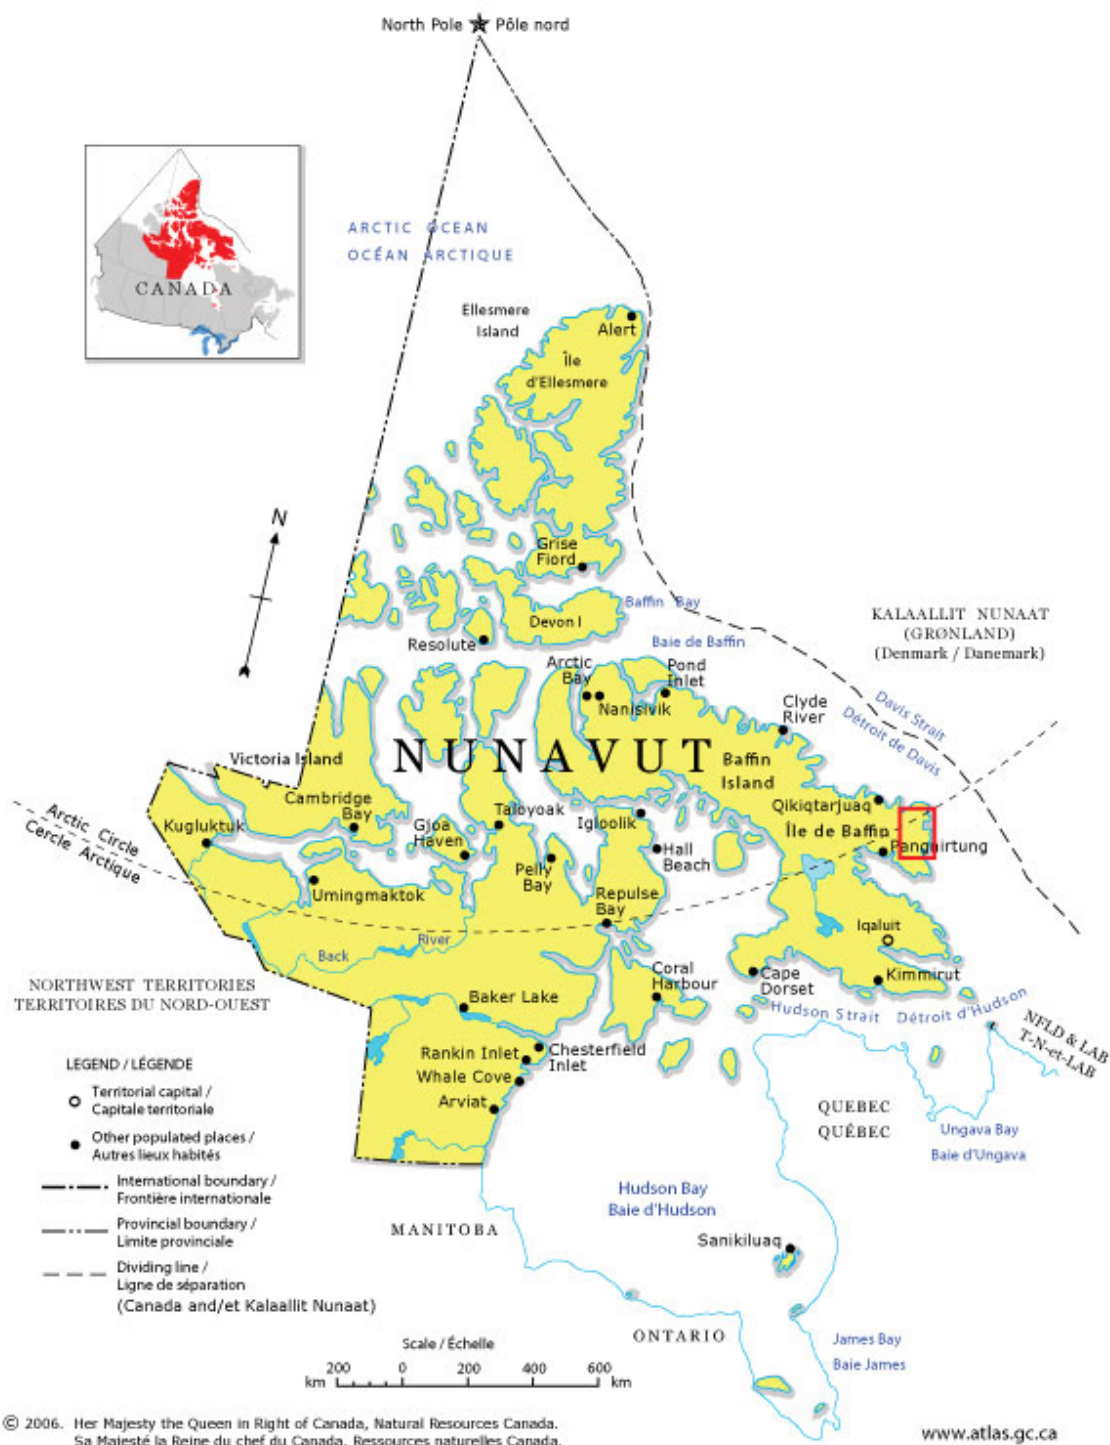 North Pole Pôle nord
CANADA
ARCTIC OCEAN
OCÉAN ARCTIQUE
Ellesmere
Island
Alert
Île
d'Ellesmere
N
Grise
Fiord
Baffin Bay
Devon I
Baie de Baffin
Resolute
KALAALLIT NUNAAT
(GRØNLAND)
(Denmark / Danemark)
Arctic
Bay
Pond
Inlet
Nanisivik
Clyde
River
Davis Strait
Détroit de Davis
NUNAVUT
Victoria Island
Baffin
Island
Cambridge
Bay
Taloyoak
Qikiqtarjuaq
Arctic Circle
Cercle Arctique
Kugluktuk
Gjoa
Haven
Igloolik
Île de Baffin
Hall
Beach
Pangnirtung
Pelly
Bay
Umingmaktok
Repulse
Bay
Iqaluit
Back River
Coral
Harbour
Cape
Dorset
Kimmirut
NORTHWEST TERRITORIES
TERRITOIRES DU NORD-OUEST
Baker Lake
Hudson Strait Détroit d'Hudson
NFLD & LAB
T-N-et-LAB
Rankin Inlet
Chesterfield
Inlet
Whale Cove
Arviat
QUEBEC
QUÉBEC
Ungava Bay
Baie d'Ungava
Hudson Bay
Baie d'Hudson
MANITOBA
Sanikiluaq
ONTARIO
James Bay
Baie James
LEGEND / LÉGENDE
Territorial capital /
Capitale territoriale
Other populated places /
Autres lieux habités
International boundary /
Frontière internationale
Provincial boundary /
Limite provinciale
Dividing line /
Ligne de séparation
(Canada and/et Kalaallit Nunaat)
Scale / Échelle
200 0 200 400 600
km km
© 2006. Her Majesty the Queen in Right of Canada, Natural Resources Canada.
Sa Majesté la Reine du chef du Canada, Ressources naturelles Canada.
www.atlas.gc.ca